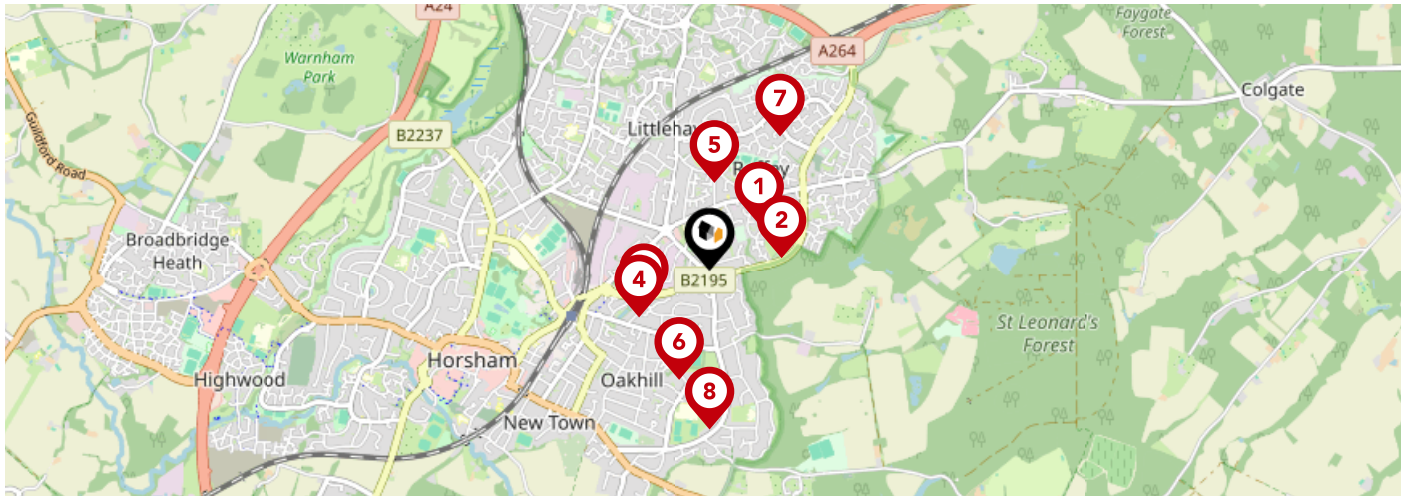 A24
Faygate
Forest
Warnham
Park
A264
Colgate
7
Guildford Road
B2237
5
1
2
Broadbridge
Heath
4
B2195
St Leonard's
Forest
6
Horsham
Highwood
Oakhill
8
New Town